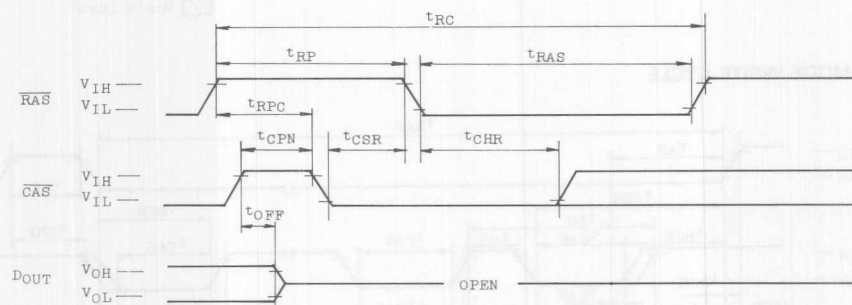 tRC
tRP tRAS
RAS VIH
VIL
tRPC
tCPN tCSR tCHR
CAS VIH
VIL
tOFF
DOUT VOH
VOL
OPEN